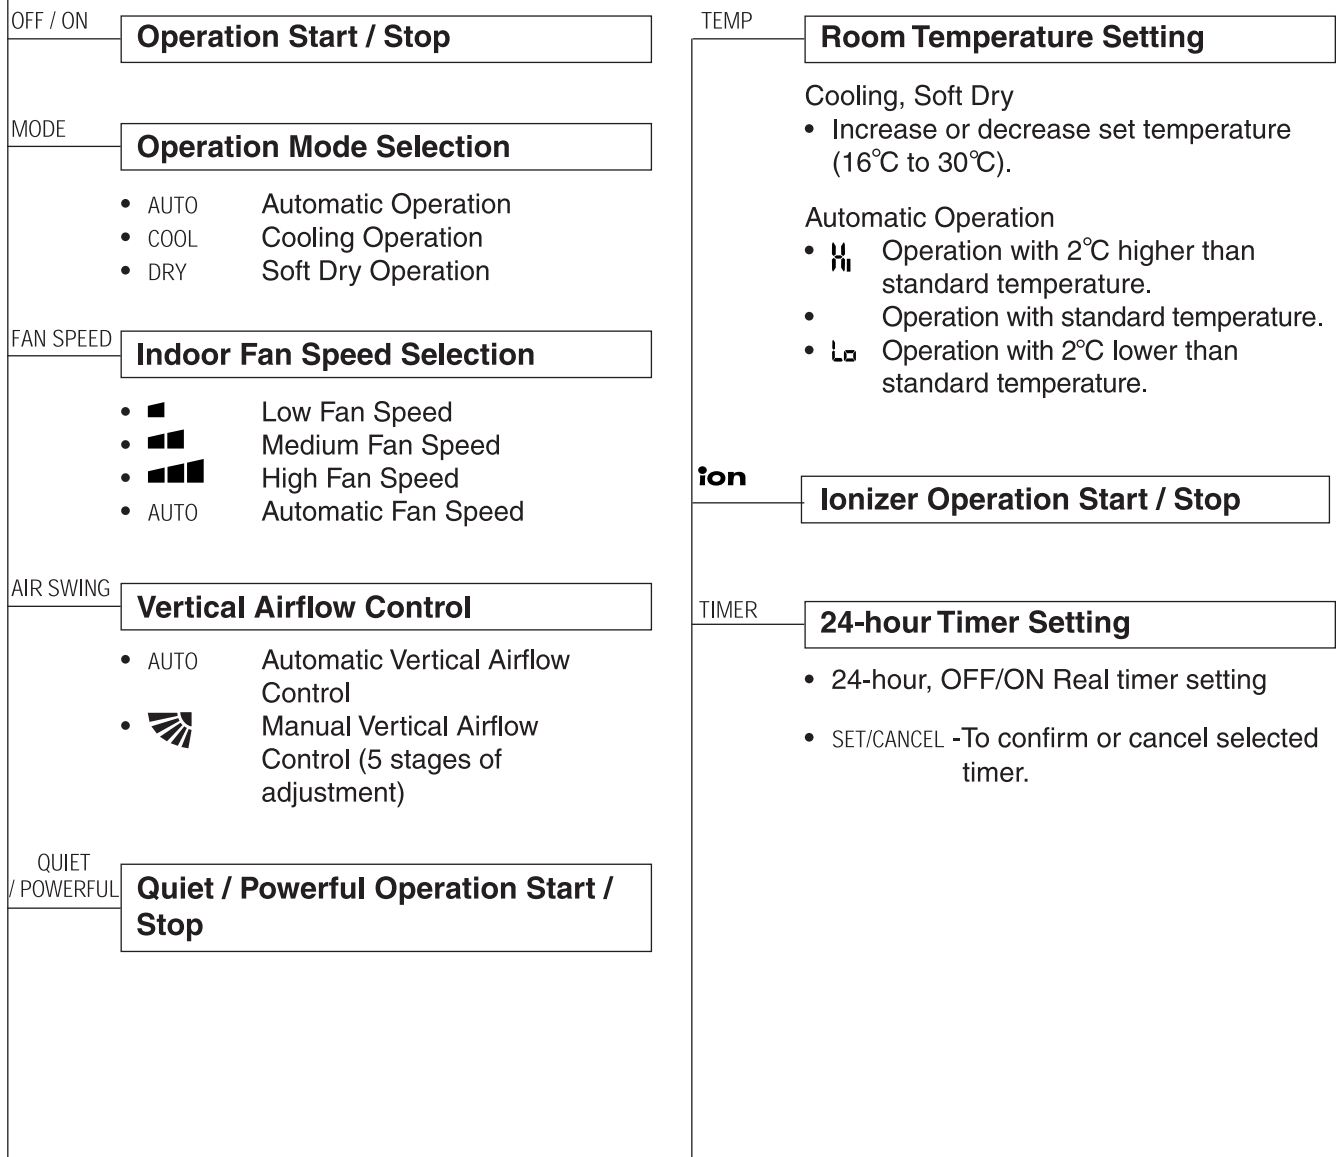 OFF / ON
Operation Start / Stop
MODE
Operation Mode Selection
• AUTO Automatic Operation
• COOL Cooling Operation
• DRY Soft Dry Operation
FAN SPEED
Indoor Fan Speed Selection
• Low Fan Speed
• Medium Fan Speed
• High Fan Speed
• AUTO Automatic Fan Speed
AIR SWING
Vertical Airflow Control
• AUTO Automatic Vertical Airflow
Control
• Manual Vertical Airflow
Control (5 stages of
adjustment)
QUIET
/ POWERFUL
Quiet / Powerful Operation Start /
Stop
TEMP
Room Temperature Setting
Cooling, Soft Dry
• Increase or decrease set temperature
(16°C to 30°C).
Automatic Operation
• HI Operation with 2°C higher than
standard temperature.
• Operation with standard temperature.
• Lo Operation with 2°C lower than
standard temperature.
ion
Ionizer Operation Start / Stop
TIMER
24-hour Timer Setting
• 24-hour, OFF/ON Real timer setting
• SET/CANCEL -To confirm or cancel selected
timer.